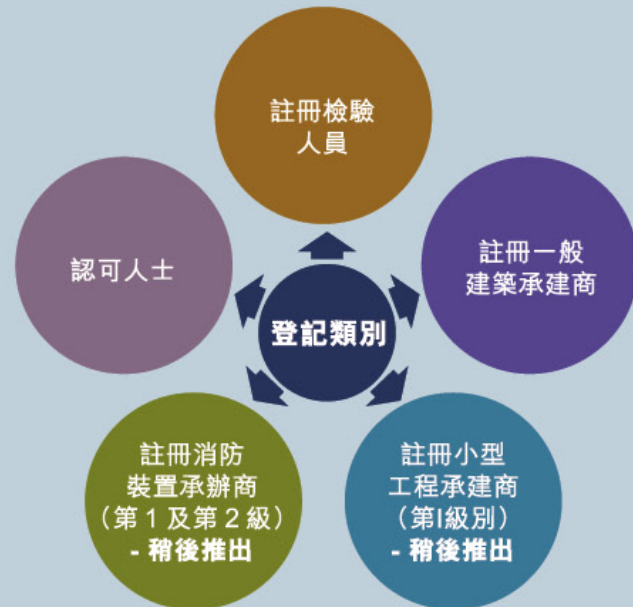 註冊檢驗
人員
認可人士
註冊一般
建築承建商
登記類別
註冊消防
裝置承辦商
（第１及第２級）
- 稍後推出
註冊小型
工程承建商
（第I級別）
- 稍後推出